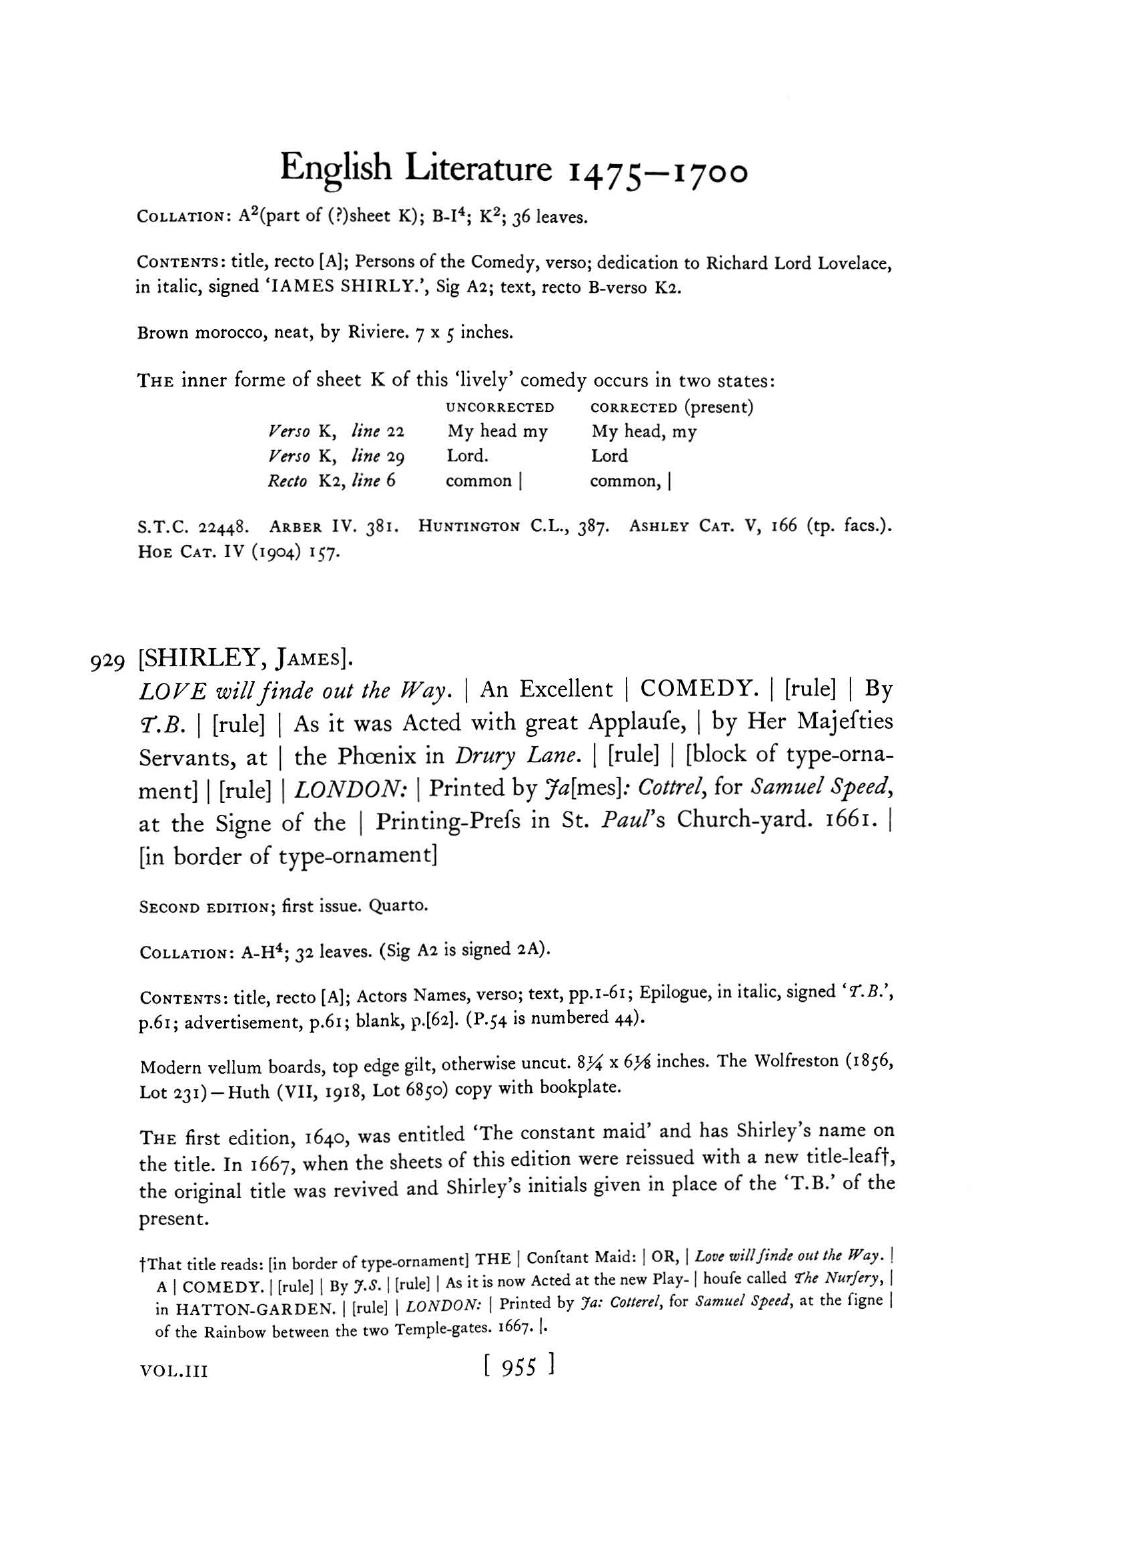 English Literature 1475—1700
COLLATION: A²(part of (?)sheet K); B-I⁴; K²; 36 leaves.
CONTENTS: title, recto [A]; Persons of the Comedy, verso; dedication to Richard Lord Lovelace,
in italic, signed ‘IAMES SHIRLY.’, Sig A2; text, recto B-verso K2.
Brown morocco, neat, by Riviere. 7 x 5 inches.
THE inner forme of sheet K of this ‘lively’ comedy occurs in two states:
UNCORRECTED CORRECTED (present)
Verso K, line 22 My head my My head, my
Verso K, line 29 Lord. Lord
Recto K2, line 6 common | common, |
S.T.C. 22448. ARBER IV. 381. HUNTINGTON C.L., 387. ASHLEY CAT. V, 166 (tp. facs.).
HOE CAT. IV (1904) 157.
929 [SHIRLEY, JAMES].
LOVE will finde out the Way. | An Excellent | COMEDY. | [rule] | By
T.B. | [rule] | As it was Acted with great Applauſe, | by Her Majeſties
Servants, at | the Phœnix in Drury Lane. | [rule] | [block of type-orna-
ment] | [rule] | LONDON: | Printed by Ja[mes]: Cottrel, for Samuel Speed,
at the Signe of the | Printing-Preſs in St. Paul’s Church-yard. 1661. |
[in border of type-ornament]
SECOND EDITION; first issue. Quarto.
COLLATION: A-H⁴; 32 leaves. (Sig A2 is signed 2A).
CONTENTS: title, recto [A]; Actors Names, verso; text, pp.1-61; Epilogue, in italic, signed ‘T.B.’,
p.61; advertisement, p.61; blank, p.[62]. (P.54 is numbered 44).
Modern vellum boards, top edge gilt, otherwise uncut. 8¼ x 6⅛ inches. The Wolfreston (1856,
Lot 231)—Huth (VII, 1918, Lot 6850) copy with bookplate.
THE first edition, 1640, was entitled ‘The constant maid’ and has Shirley’s name on
the title. In 1667, when the sheets of this edition were reissued with a new title-leaf†,
the original title was revived and Shirley’s initials given in place of the ‘T.B.’ of the
present.
†That title reads: [in border of type-ornament] THE | Conſtant Maid: | OR, | Love will finde out the Way. |
A | COMEDY. | [rule] | By J.S. | [rule] | As it is now Acted at the new Play- | houſe called The Nurſery, |
in HATTON-GARDEN. | [rule] | LONDON: | Printed by Ja: Cotterel, for Samuel Speed, at the ſigne |
of the Rainbow between the two Temple-gates. 1667. |.
VOL.III [ 955 ]